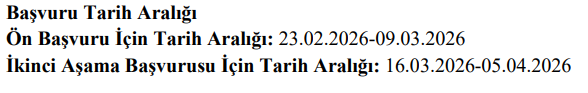 Başvuru Tarih Aralığı
Ön Başvuru İçin Tarih Aralığı: 23.02.2026-09.03.2026
İkinci Aşama Başvurusu İçin Tarih Aralığı: 16.03.2026-05.04.2026